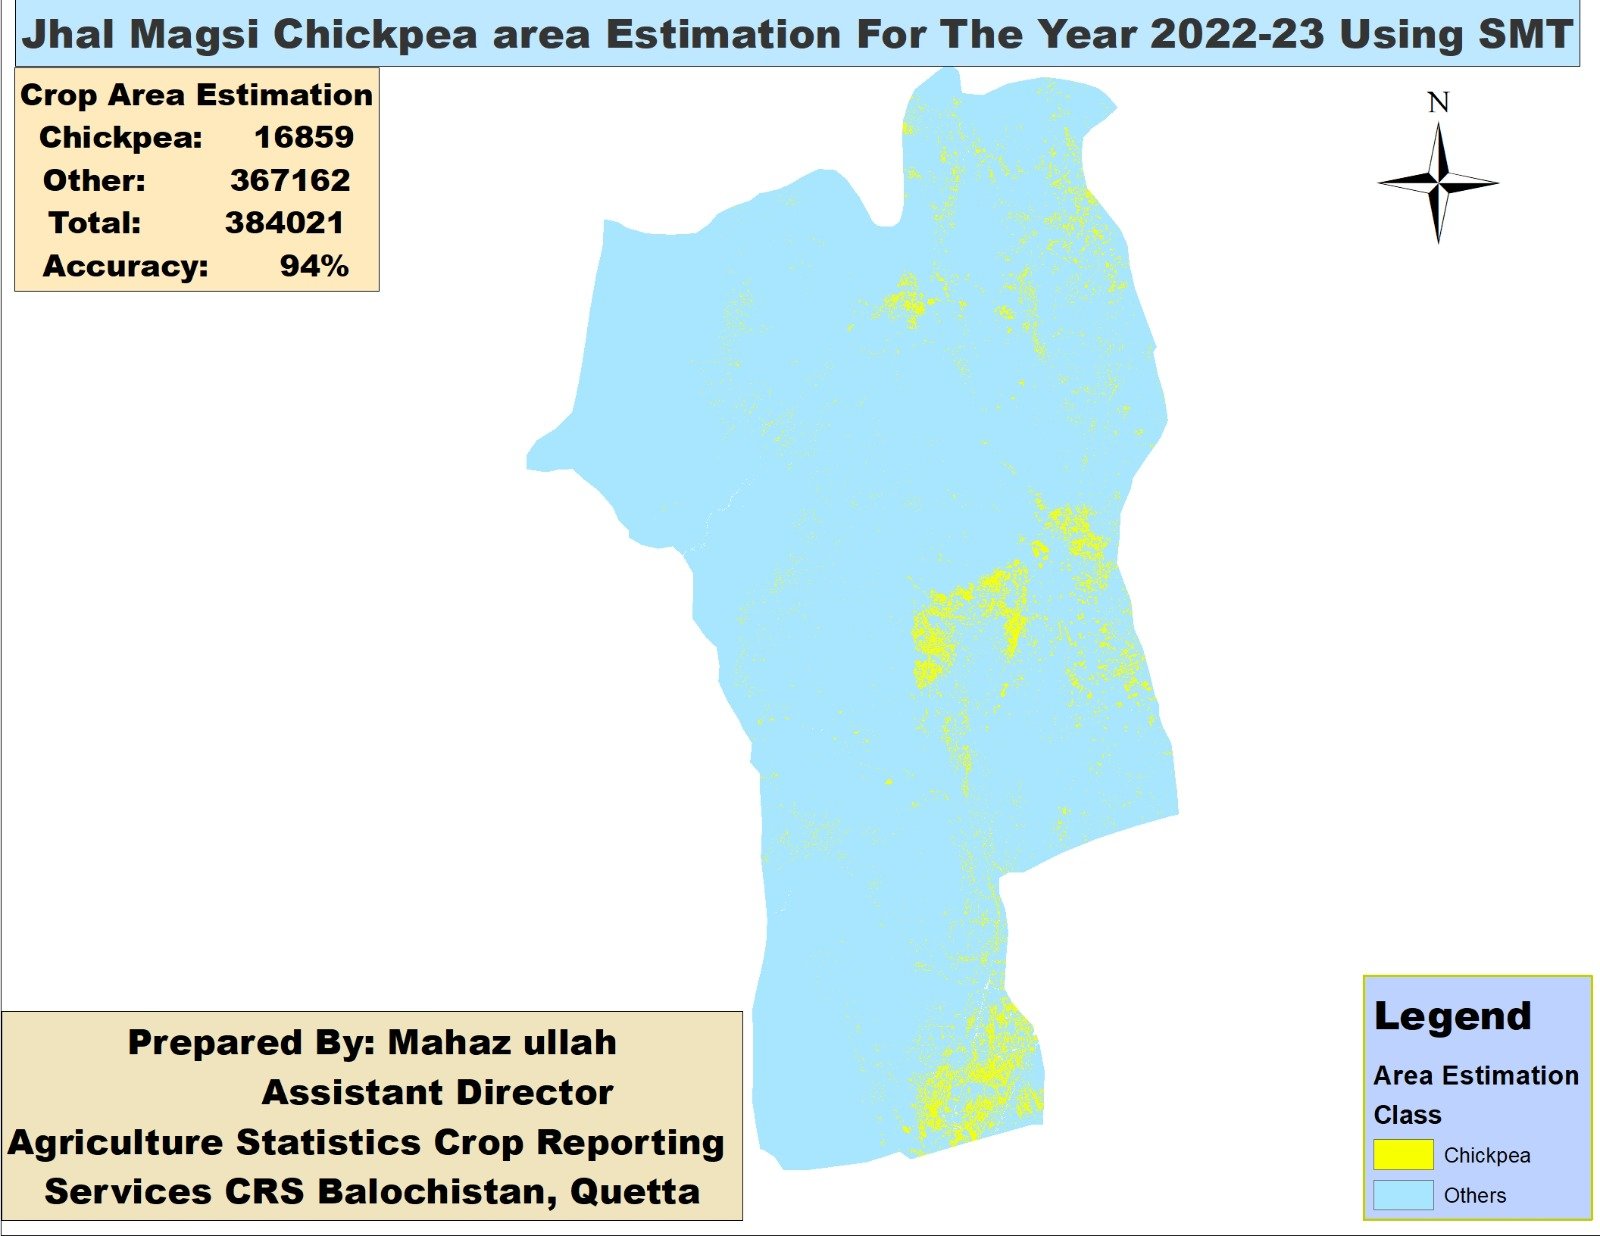 Jhal Magsi Chickpea area Estimation For The Year 2022-23 Using SMT
Crop Area Estimation
Chickpea: 16859
Other: 367162
Total: 384021
Accuracy: 94%
N
Prepared By: Mahaz ullah
Assistant Director
Agriculture Statistics Crop Reporting
Services CRS Balochistan, Quetta
Legend
Area Estimation
Class
Chickpea
Others